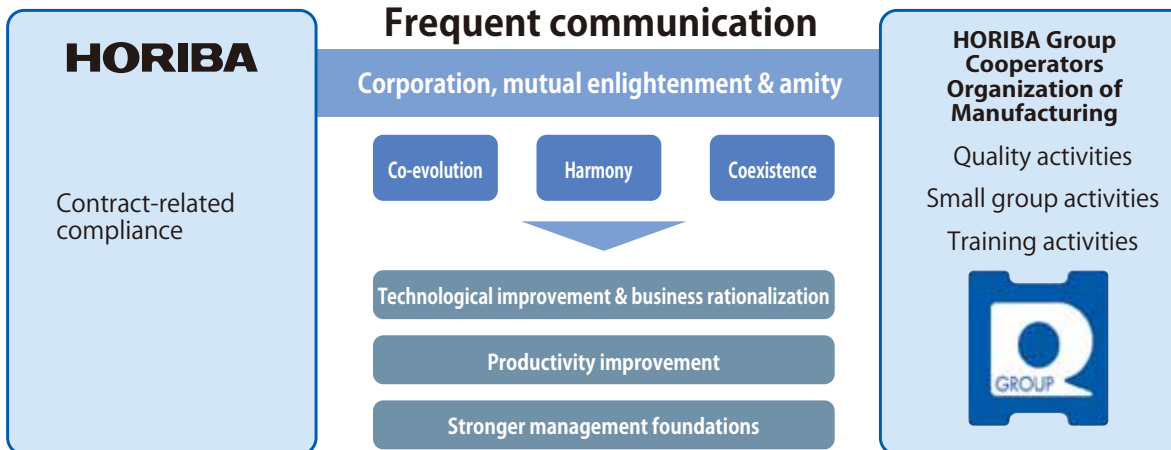 HORIBA
Contract-related
compliance
Frequent communication
Corporation, mutual enlightenment & amity
Co-evolution
Harmony
Coexistence
Technological improvement & business rationalization
Productivity improvement
Stronger management foundations
HORIBA Group
Cooperators
Organization of
Manufacturing
Quality activities
Small group activities
Training activities
GROUP